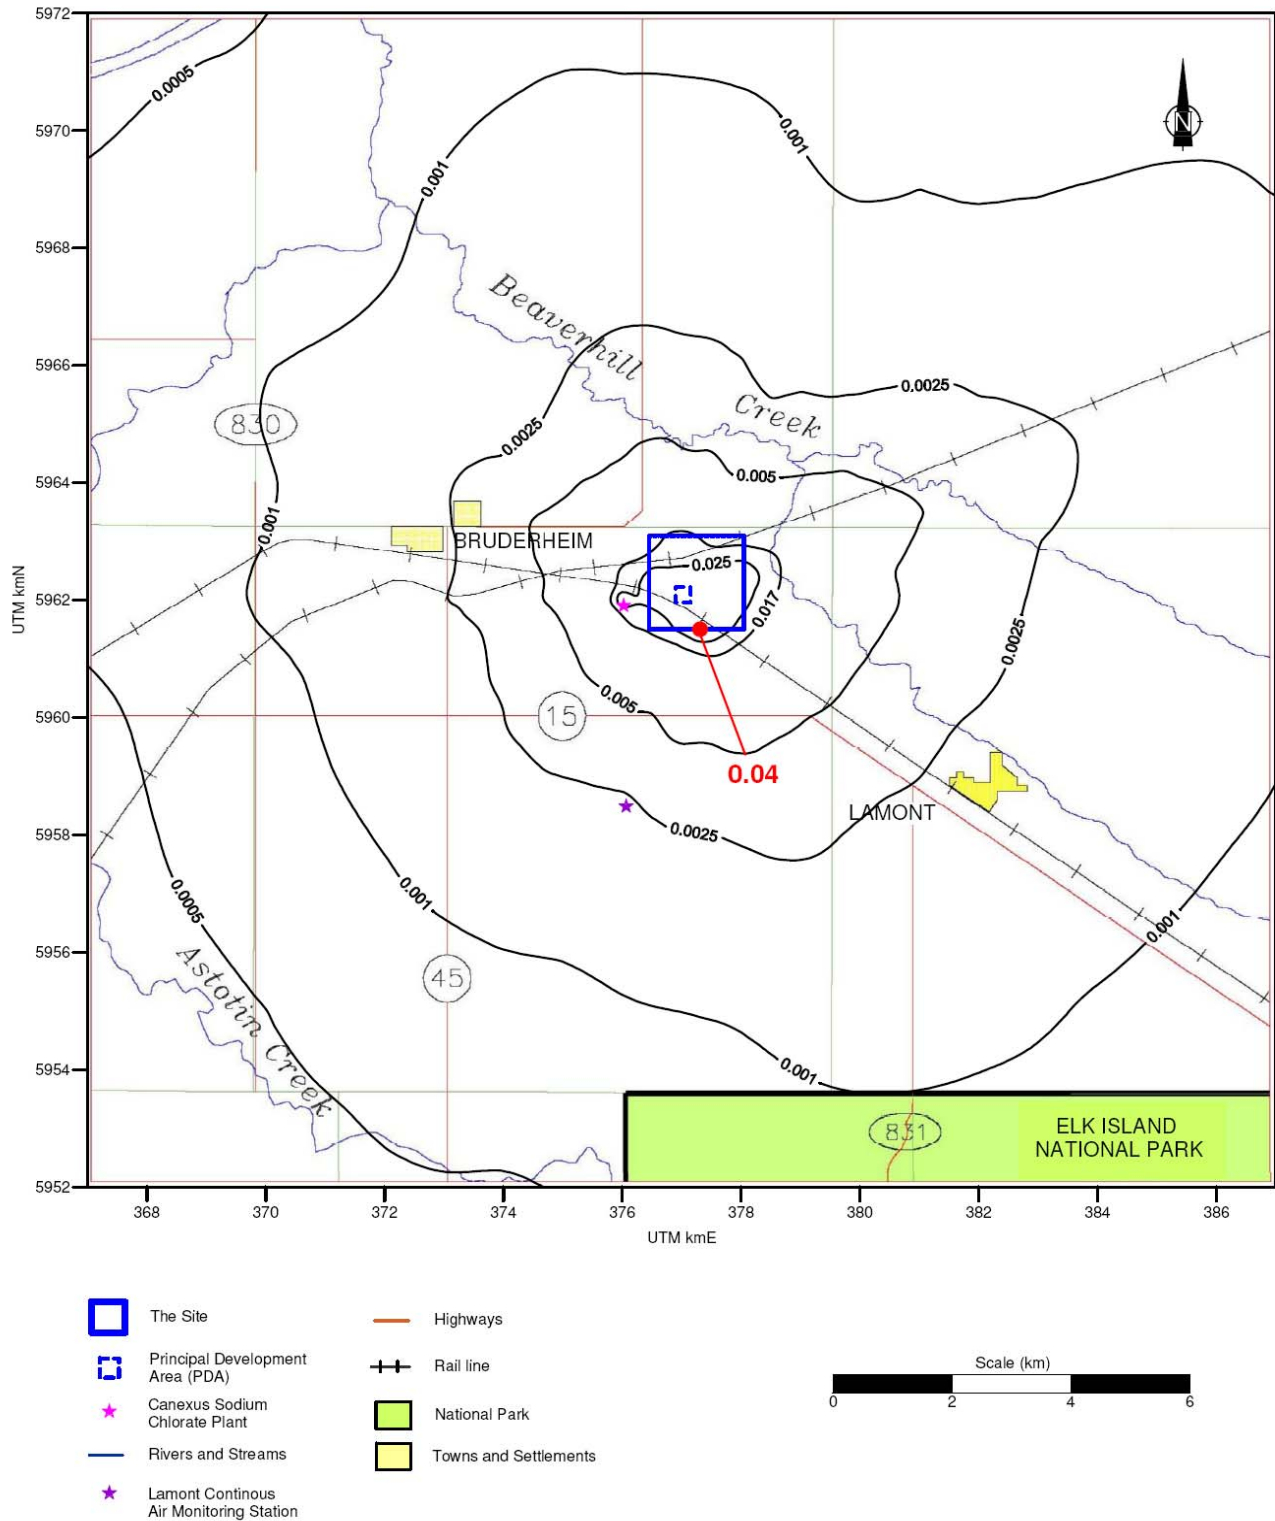 5972
0.0005
N
5970
0.001
0.001
5968
Beaverhill
5966
0.0025
Creek
830
0.0025
5964
0.005
0.001
BRUDERHEIM
0.025
5962
0.017
UTM kmN
0.0025
0.005
5960
15
0.04
LAMONT
5958
0.0025
0.0005
0.001
0.001
5956
Astotin Creek
45
5954
0.001
831
ELK ISLAND
NATIONAL PARK
5952
368 370 372 374 376 378 380 382 384 386
UTM kmE
The Site
Highways
Principal Development
Area (PDA)
Rail line
Scale (km)
0 2 4 6
Canexus Sodium
Chlorate Plant
National Park
Rivers and Streams
Towns and Settlements
Lamont Continous
Air Monitoring Station